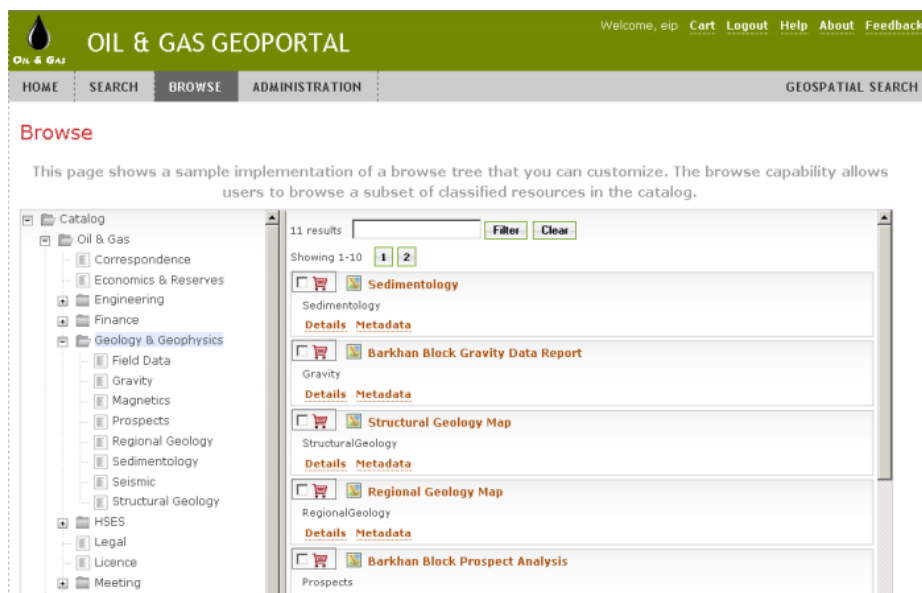 Welcome, eip Cart Logout Help About Feedback
OIL & GAS
OIL & GAS GEOPORTAL
HOME SEARCH BROWSE ADMINISTRATION GEOSPATIAL SEARCH
Browse
This page shows a sample implementation of a browse tree that you can customize. The browse capability allows
users to browse a subset of classified resources in the catalog.
Catalog
Oil & Gas
Correspondence
Economics & Reserves
Engineering
Finance
Geology & Geophysics
Field Data
Gravity
Magnetics
Prospects
Regional Geology
Sedimentology
Seismic
Structural Geology
HSES
Legal
Licence
Meeting
11 results Filter Clear
Showing 1-10 1 2
Sedimentology
Sedimentology
Details Metadata
Barkhan Block Gravity Data Report
Gravity
Details Metadata
Structural Geology Map
StructuralGeology
Details Metadata
Regional Geology Map
RegionalGeology
Details Metadata
Barkhan Block Prospect Analysis
Prospects